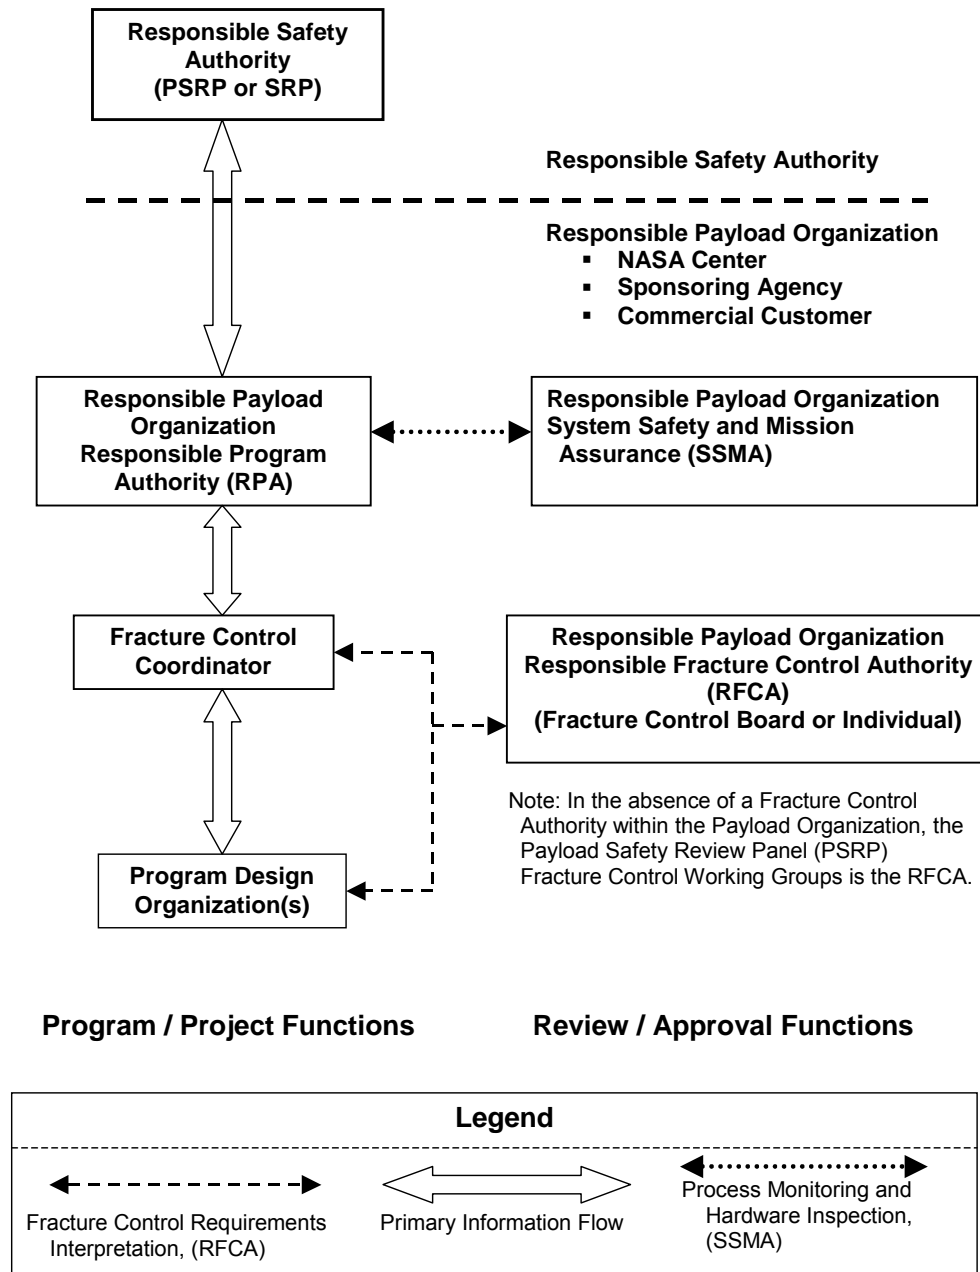 Responsible Safety
Authority
(PSRP or SRP)
Responsible Safety Authority
Responsible Payload Organization
▪ NASA Center
▪ Sponsoring Agency
▪ Commercial Customer
Responsible Payload
Organization
Responsible Program
Authority (RPA)
Responsible Payload Organization
System Safety and Mission
Assurance (SSMA)
Fracture Control
Coordinator
Responsible Payload Organization
Responsible Fracture Control Authority
(RFCA)
(Fracture Control Board or Individual)
Note: In the absence of a Fracture Control
Authority within the Payload Organization, the
Payload Safety Review Panel (PSRP)
Fracture Control Working Groups is the RFCA.
Program Design
Organization(s)
Program / Project Functions
Review / Approval Functions
Legend
Fracture Control Requirements
Interpretation, (RFCA)
Primary Information Flow
Process Monitoring and
Hardware Inspection,
(SSMA)